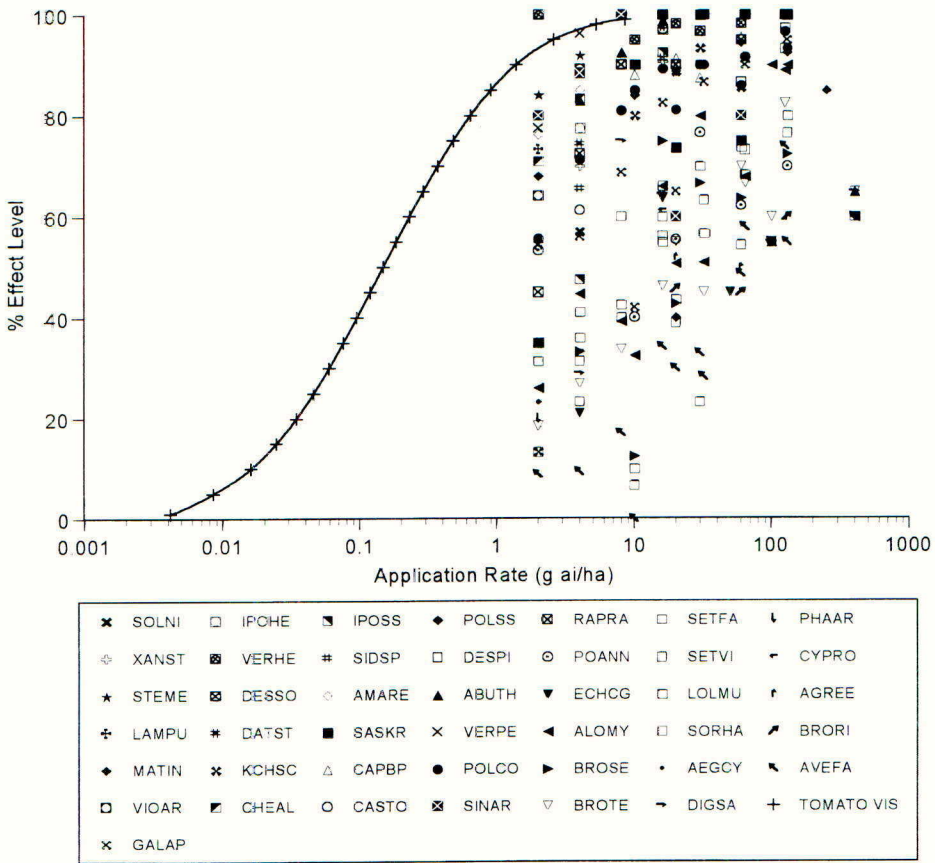 100
80
60
40
20
0
% Effect Level
0.001 0.01 0.1 1 10 100 1000
Application Rate (g ai/ha)
SOLNI IPOHE IPOSS POLSS RAPRA SETFA PHAAR
XANST VERHE SIDSP DESPI POANN SETVI CYPRO
STEME DESSO AMARE ABUTH ECHCG LOLMU AGREE
LAMPU DATST SASKR VERPE ALOMY SORHA BRORI
MATIN KCHSC CAPBP POLCO BROSE AEGCY AVEFA
VIOAR CHEAL CASTO SINAR BROTE DIGSA TOMATO VIS
GALAP